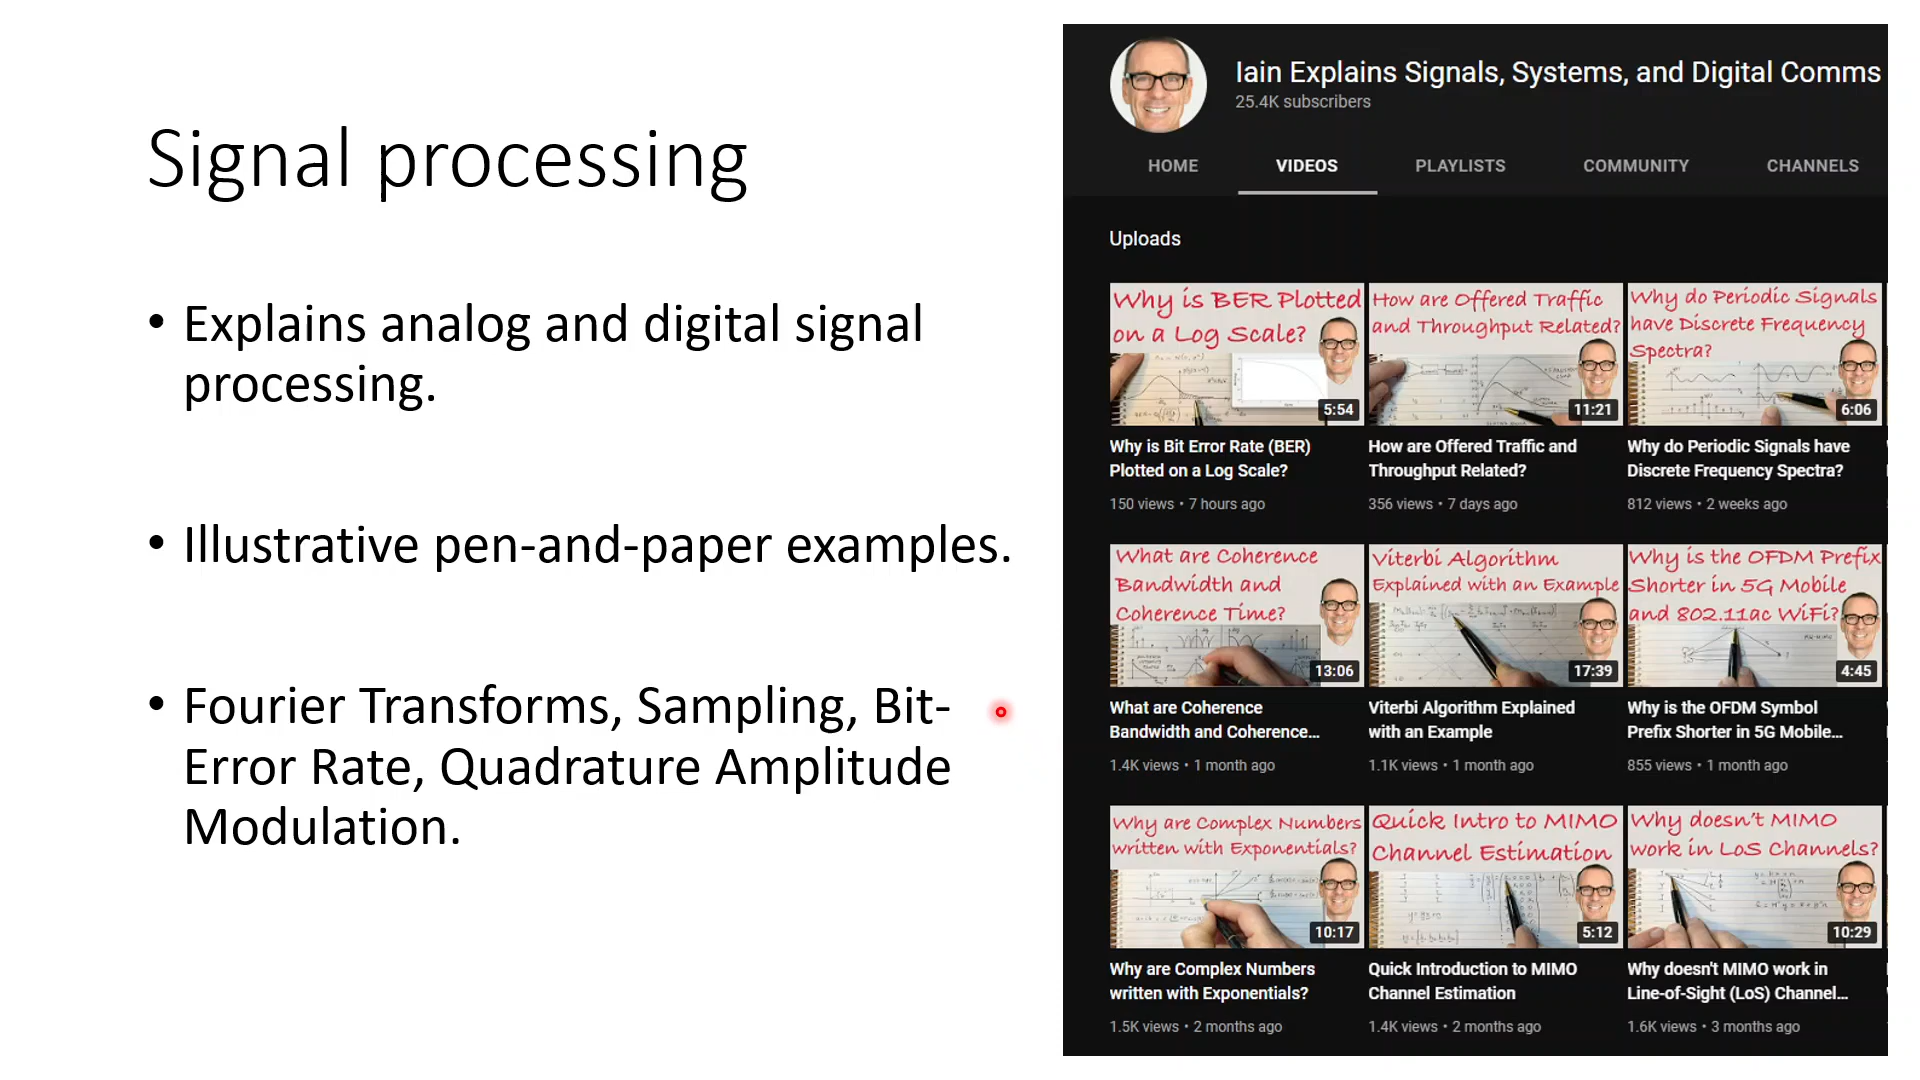 Signal processing
• Explains analog and digital signal
processing.
• Illustrative pen-and-paper examples.
• Fourier Transforms, Sampling, Bit-
Error Rate, Quadrature Amplitude
Modulation.
Iain Explains Signals, Systems, and Digital Comms
25.4K subscribers
HOME VIDEOS PLAYLISTS COMMUNITY CHANNELS
Uploads
Why is BER Plotted
on a Log Scale?
5:54
How are Offered Traffic
and Throughput Related?
11:21
Why do Periodic Signals
have Discrete Frequency
Spectra?
6:06
Why is Bit Error Rate (BER)
Plotted on a Log Scale?
150 views • 7 hours ago
How are Offered Traffic and
Throughput Related?
356 views • 7 days ago
Why do Periodic Signals have
Discrete Frequency Spectra?
812 views • 2 weeks ago
What are Coherence
Bandwidth and
Coherence Time?
13:06
Viterbi Algorithm
Explained with an Example
17:39
Why is the OFDM Prefix
Shorter in 5G Mobile
and 802.11ac WiFi?
4:45
What are Coherence
Bandwidth and Coherence...
1.4K views • 1 month ago
Viterbi Algorithm Explained
with an Example
1.1K views • 1 month ago
Why is the OFDM Symbol
Prefix Shorter in 5G Mobile...
855 views • 1 month ago
Why are Complex Numbers
written with Exponentials?
10:17
Quick Intro to MIMO
Channel Estimation
5:12
Why doesn't MIMO
work in LoS Channels?
10:29
Why are Complex Numbers
written with Exponentials?
1.5K views • 2 months ago
Quick Introduction to MIMO
Channel Estimation
1.4K views • 2 months ago
Why doesn't MIMO work in
Line-of-Sight (LoS) Channel...
1.6K views • 3 months ago